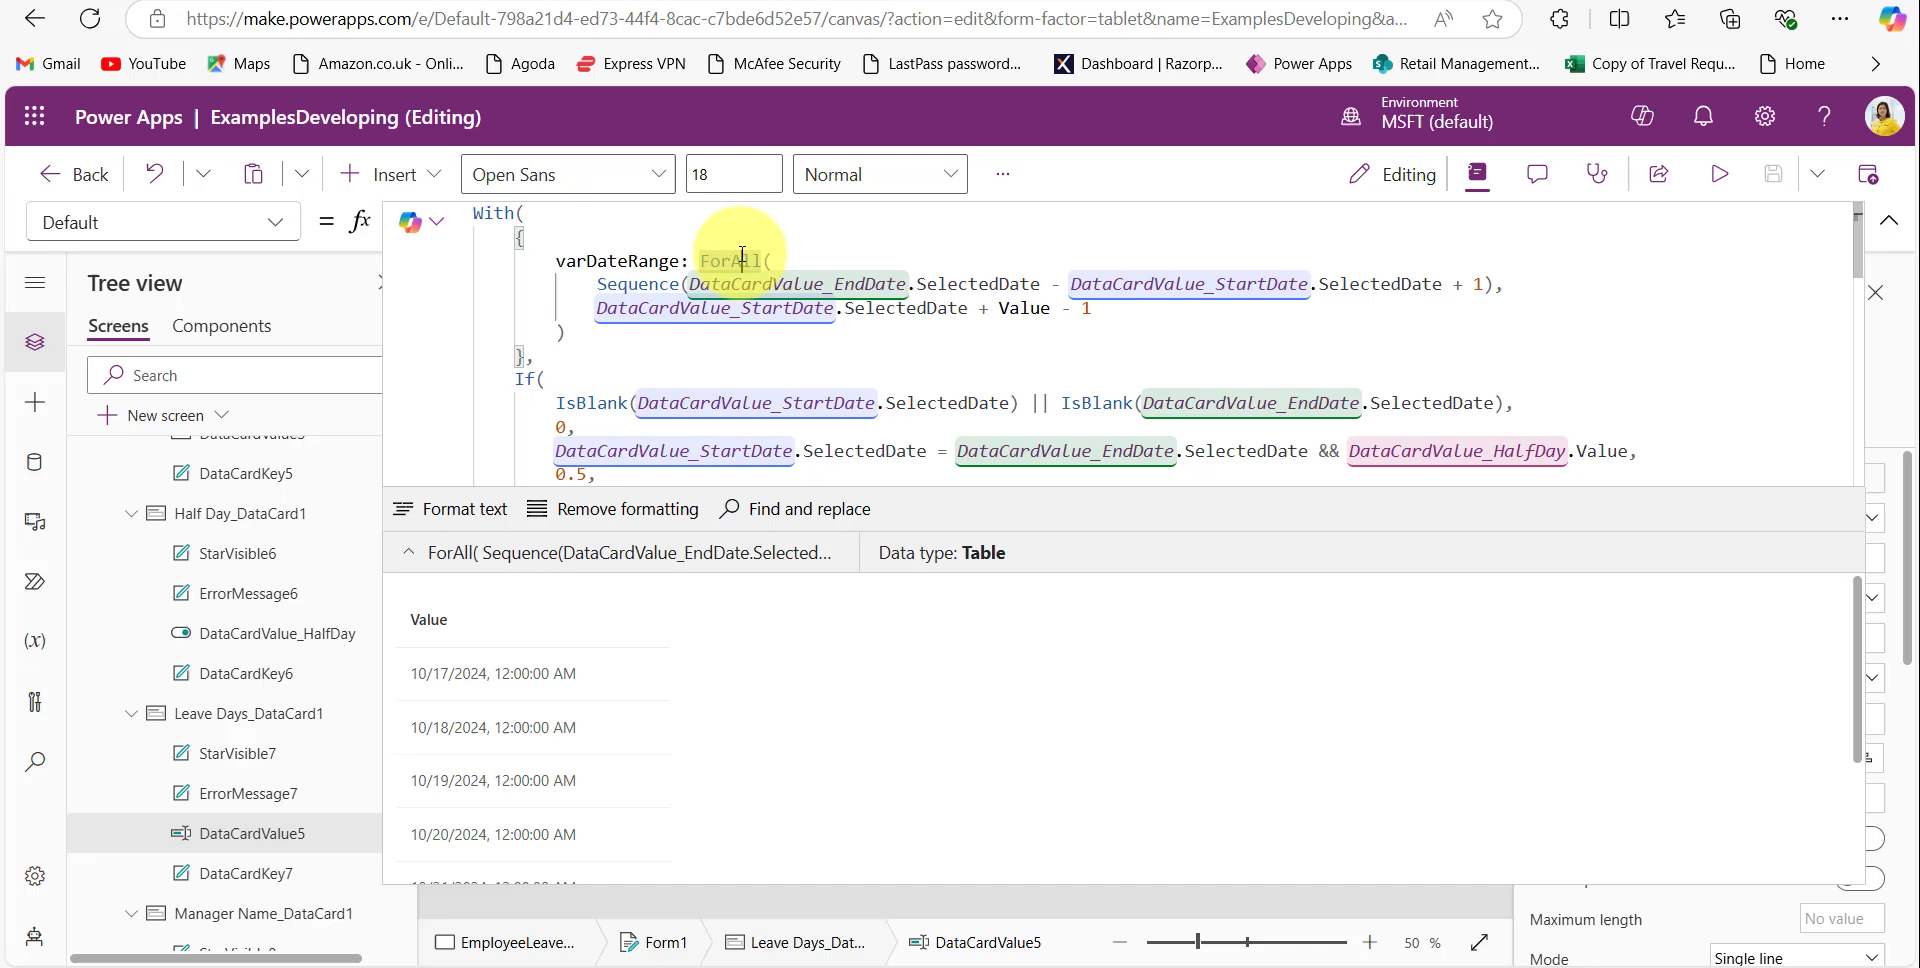 https://make.powerapps.com/e/Default-798a21d4-ed73-44f4-8cac-c7bde6d52e57/canvas/?action=edit&form-factor=tablet&name=ExamplesDeveloping&a...
Gmail YouTube Maps Amazon.co.uk - Onli... Agoda Express VPN McAfee Security LastPass password... Dashboard | Razorp... Power Apps Retail Management... Copy of Travel Requ... Home
Power Apps | ExamplesDeveloping (Editing)
Environment
MSFT (default)
Back Insert Open Sans 18 Normal ... Editing
Default = fx
With(
{
varDateRange: ForAll(
Sequence(DataCardValue_EndDate.SelectedDate - DataCardValue_StartDate.SelectedDate + 1),
DataCardValue_StartDate.SelectedDate + Value - 1
)
},
If(
IsBlank(DataCardValue_StartDate.SelectedDate) || IsBlank(DataCardValue_EndDate.SelectedDate),
0,
DataCardValue_StartDate.SelectedDate = DataCardValue_EndDate.SelectedDate && DataCardValue_HalfDay.Value,
0.5,
Format text Remove formatting Find and replace
ForAll( Sequence(DataCardValue_EndDate.Selected... Data type: Table
Value
10/17/2024, 12:00:00 AM
10/18/2024, 12:00:00 AM
10/19/2024, 12:00:00 AM
10/20/2024, 12:00:00 AM
Tree view
Screens Components
Search
New screen
DataCardKey5
Half Day_DataCard1
StarVisible6
ErrorMessage6
DataCardValue_HalfDay
DataCardKey6
Leave Days_DataCard1
StarVisible7
ErrorMessage7
DataCardValue5
DataCardKey7
Manager Name_DataCard1
EmployeeLeave... Form1 Leave Days_Dat... DataCardValue5 50 %
Maximum length No value
Mode Single line